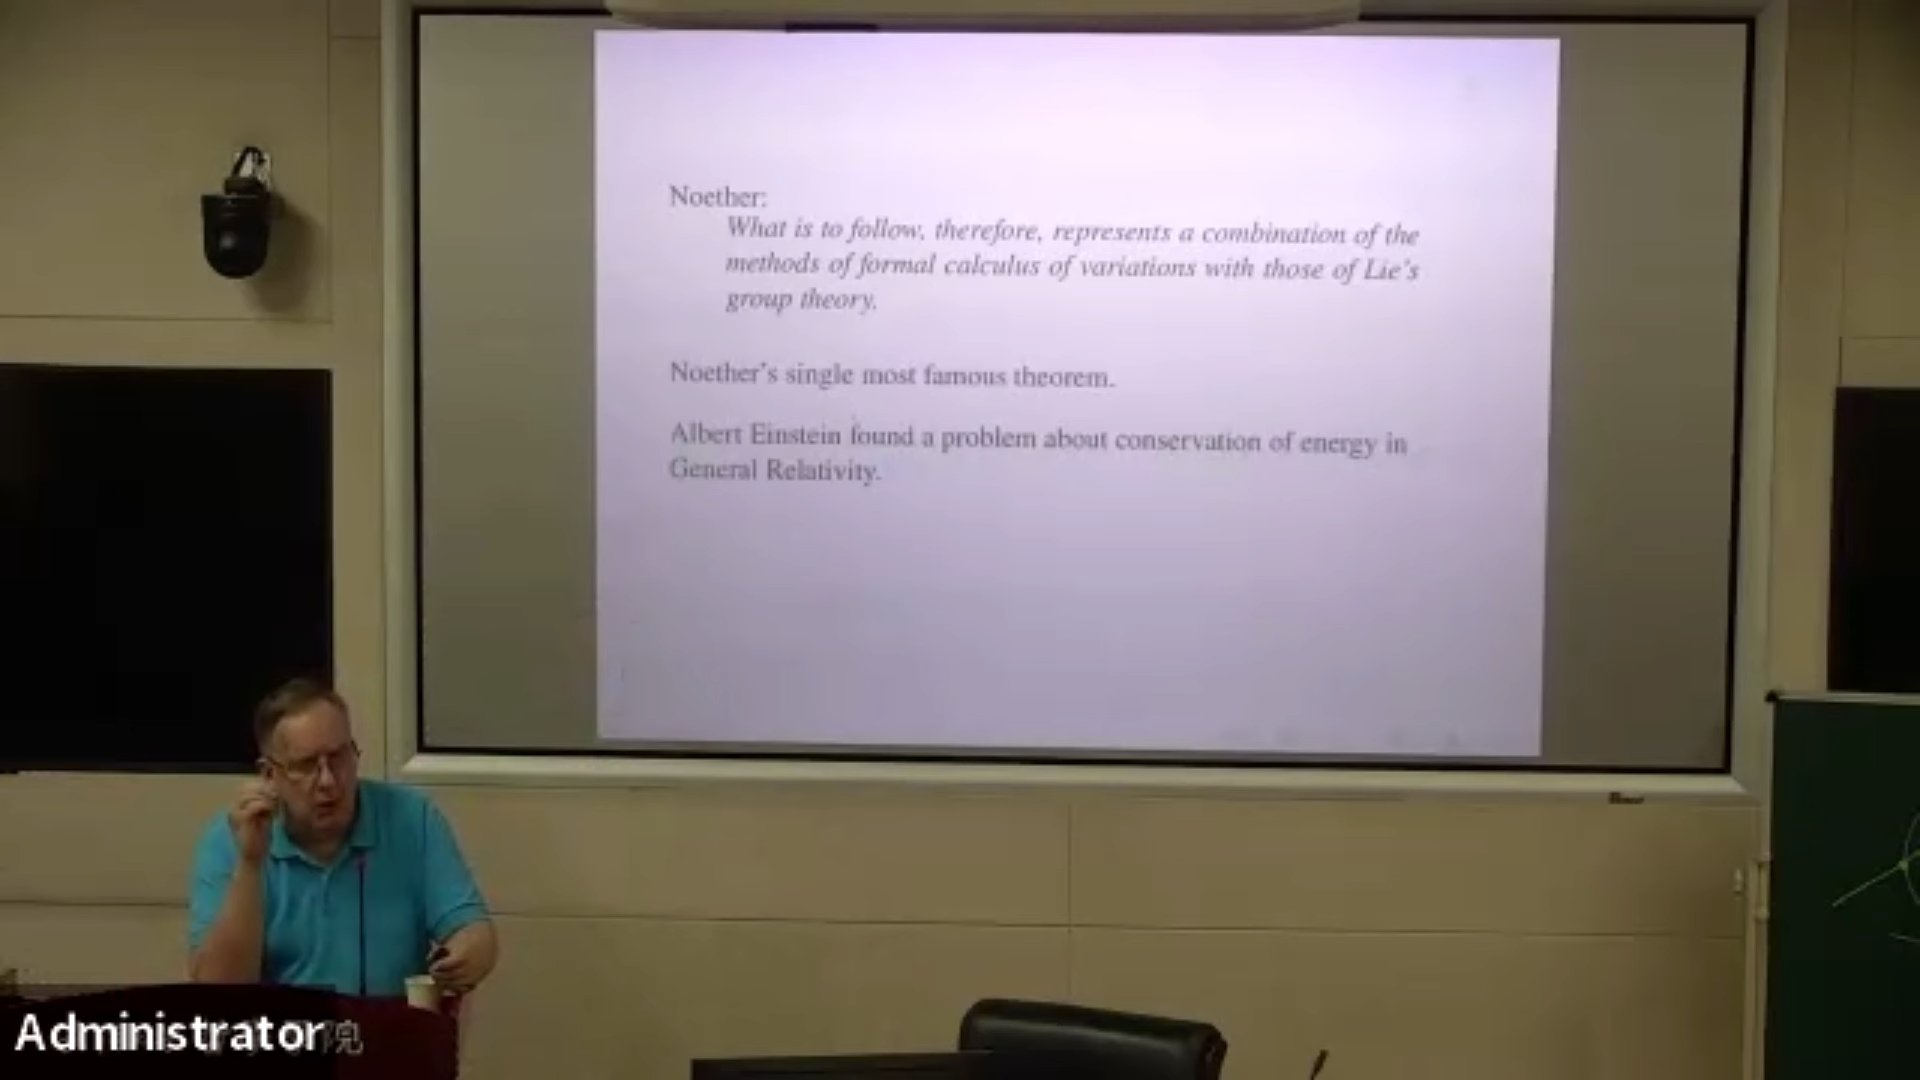 Noether:
What is to follow, therefore, represents a combination of the
methods of formal calculus of variations with those of Lie's
group theory.
Noether's single most famous theorem.
Albert Einstein found a problem about conservation of energy in
General Relativity.
Administrator
院